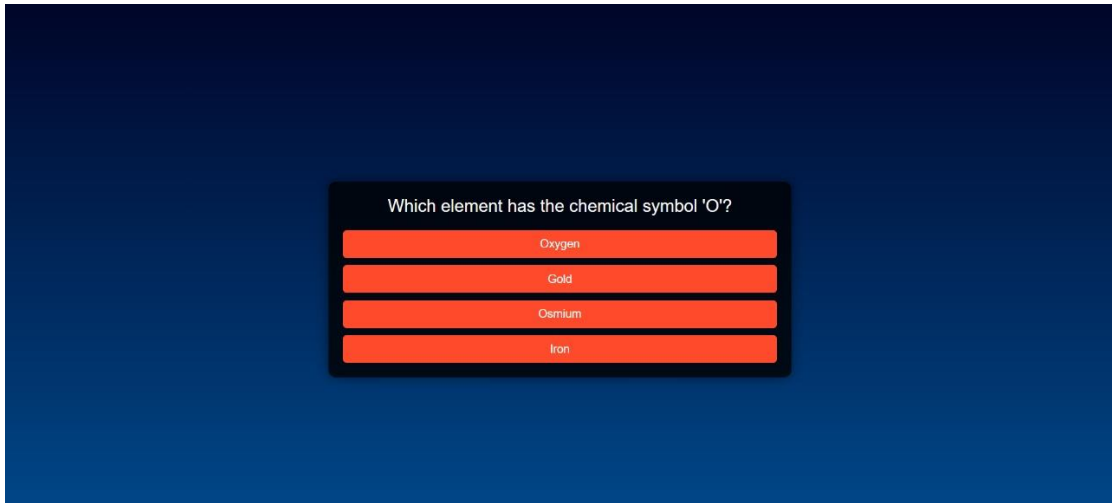 Which element has the chemical symbol 'O'?
Oxygen
Gold
Osmium
Iron